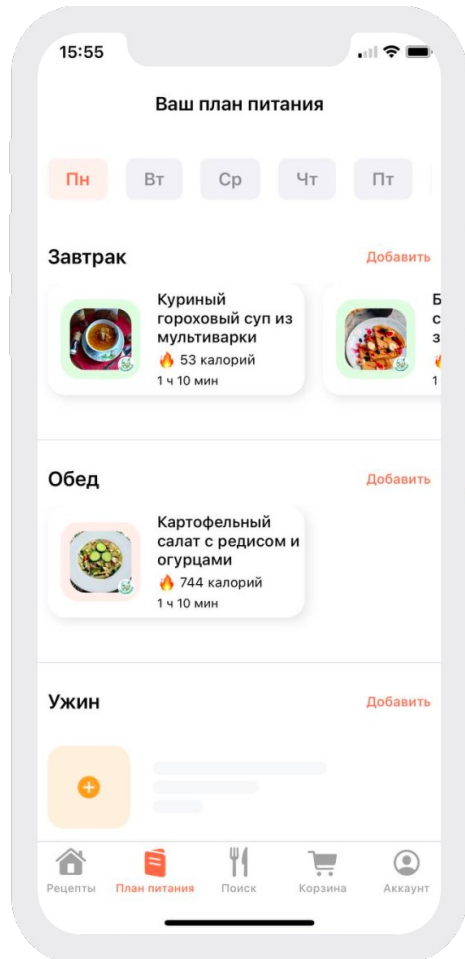 15:55
Ваш план питания
Пн Вт Ср Чт Пт
Завтрак Добавить
Куриный
гороховый суп из
мультиварки
53 калорий
1 ч 10 мин
Б
с
з
1
Обед Добавить
Картофельный
салат с редисом и
огурцами
744 калорий
1 ч 10 мин
Ужин Добавить
Рецепты План питания Поиск Корзина Аккаунт